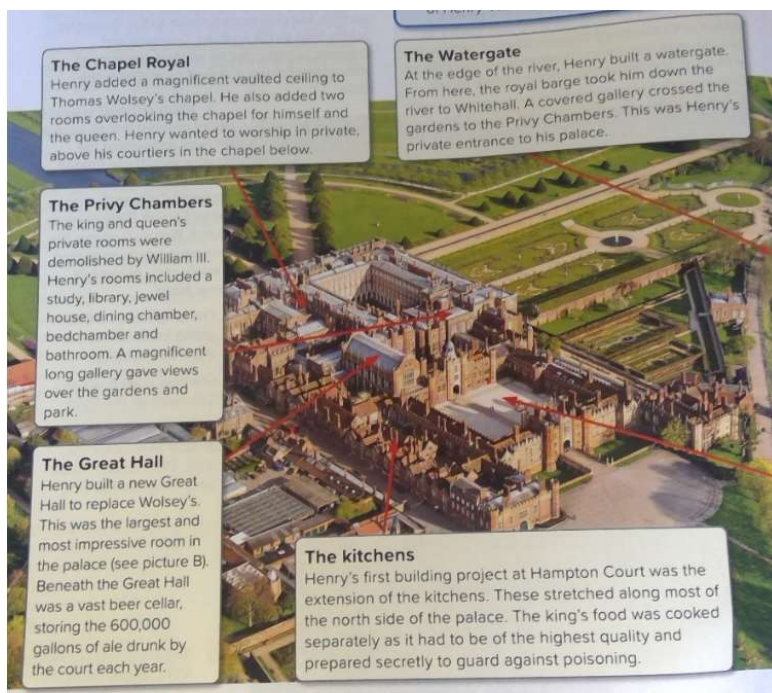 The Chapel Royal
Henry added a magnificent vaulted ceiling to
Thomas Wolsey's chapel. He also added two
rooms overlooking the chapel for himself and
the queen. Henry wanted to worship in private,
above his courtiers in the chapel below.
The Watergate
At the edge of the river, Henry built a watergate.
From here, the royal barge took him down the
river to Whitehall. A covered gallery crossed the
gardens to the Privy Chambers. This was Henry's
private entrance to his palace.
The Privy Chambers
The king and queen's
private rooms were
demolished by William III.
Henry's rooms included a
study, library, jewel
house, dining chamber,
bedchamber and
bathroom. A magnificent
long gallery gave views
over the gardens and
park.
The Great Hall
Henry built a new Great
Hall to replace Wolsey's.
This was the largest and
most impressive room in
the palace (see picture B).
Beneath the Great Hall
was a vast beer cellar,
storing the 600,000
gallons of ale drunk by
the court each year.
The kitchens
Henry's first building project at Hampton Court was the
extension of the kitchens. These stretched along most of
the north side of the palace. The king's food was cooked
separately as it had to be of the highest quality and
prepared secretly to guard against poisoning.